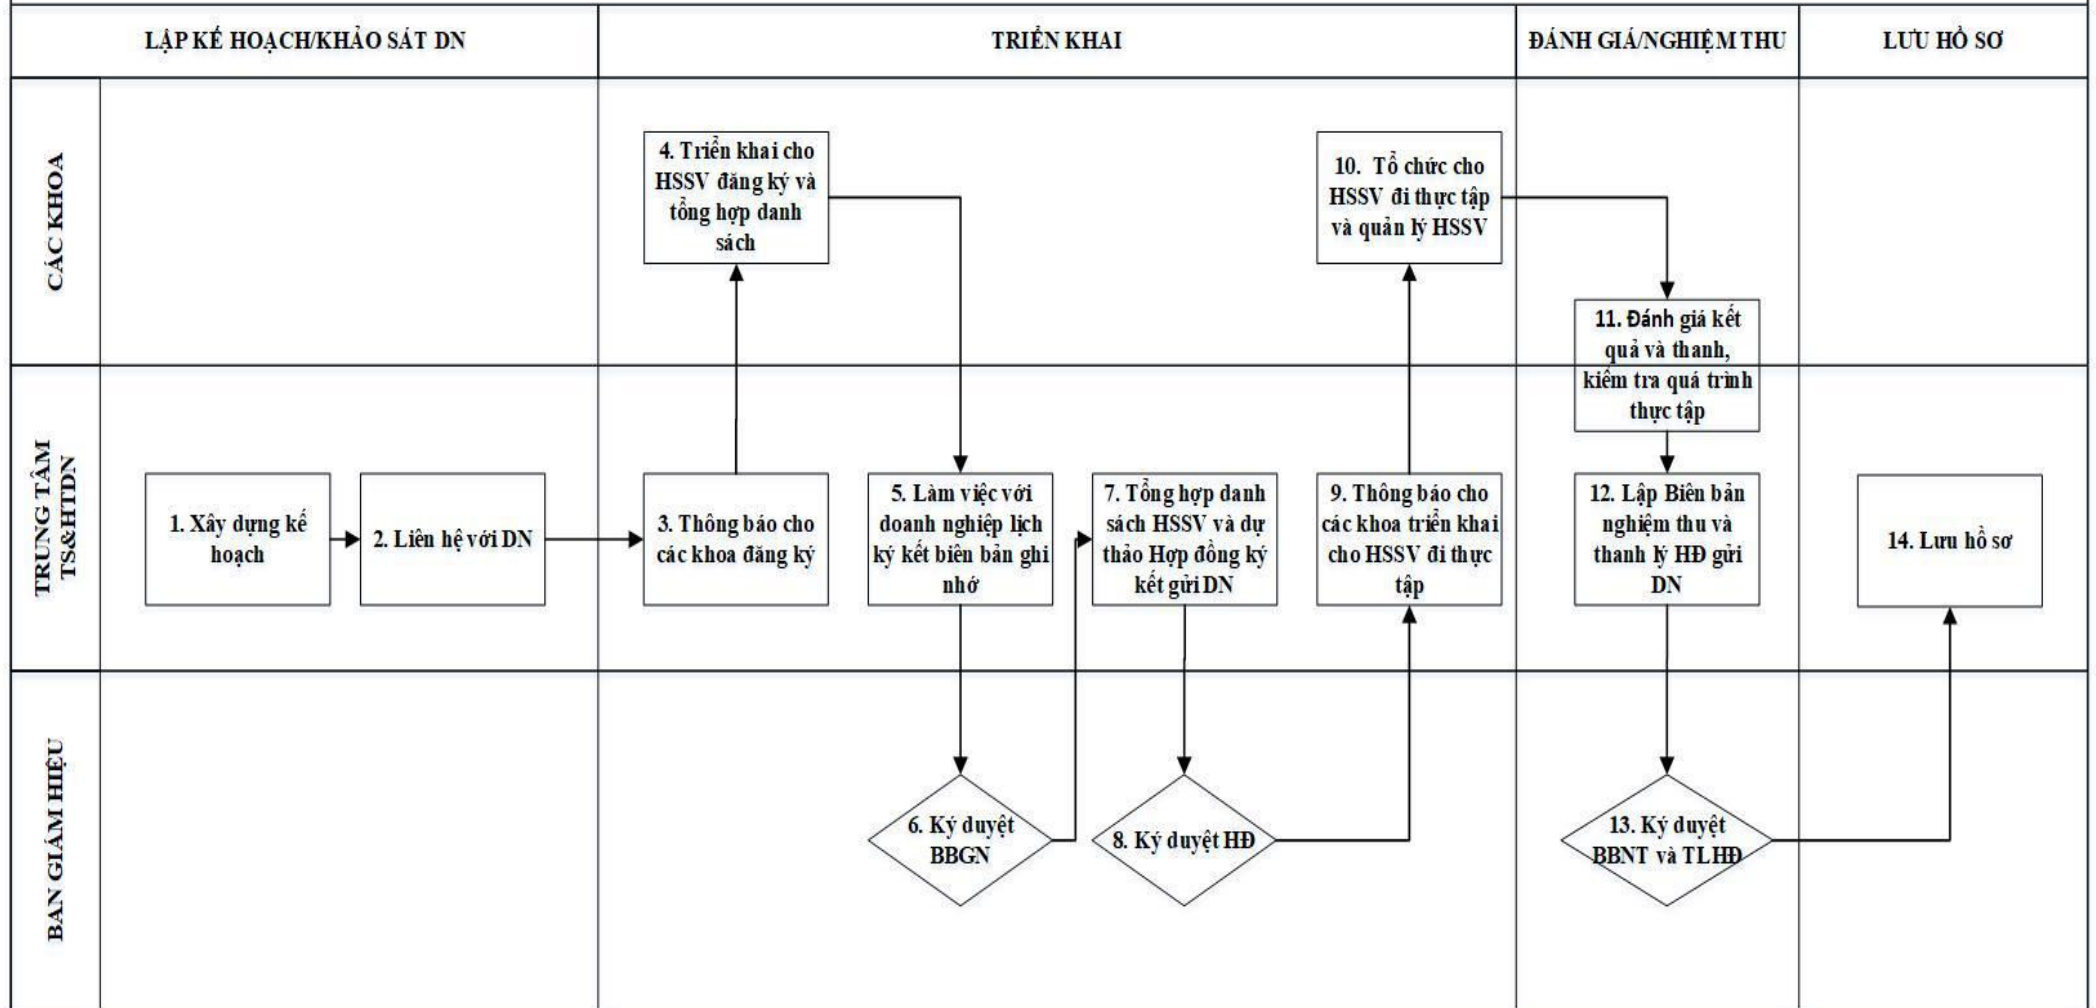 LẬP KẾ HOẠCH/KHẢO SÁT DN
TRIỂN KHAI
ĐÁNH GIÁ/NGHIỆM THU
LƯU HỒ SƠ
CÁC KHOA
4. Triển khai cho
HSSV đăng ký và
tổng hợp danh
sách
10. Tổ chức cho
HSSV đi thực tập
và quản lý HSSV
11. Đánh giá kết
quả và thanh,
kiểm tra quá trình
thực tập
TRUNG TÂM
TS&HTDN
1. Xây dựng kế
hoạch
2. Liên hệ với DN
3. Thông báo cho
các khoa đăng ký
5. Làm việc với
doanh nghiệp lịch
ký kết biên bản ghi
nhớ
7. Tổng hợp danh
sách HSSV và dự
thảo Hợp đồng ký
kết gửi DN
9. Thông báo cho
các khoa triển khai
cho HSSV đi thực
tập
12. Lập Biên bản
nghiệm thu và
thanh lý HĐ gửi
DN
14. Lưu hồ sơ
BAN GIÁM HIỆU
6. Ký duyệt
BBGN
8. Ký duyệt HĐ
13. Ký duyệt
BBNT và TLHĐ